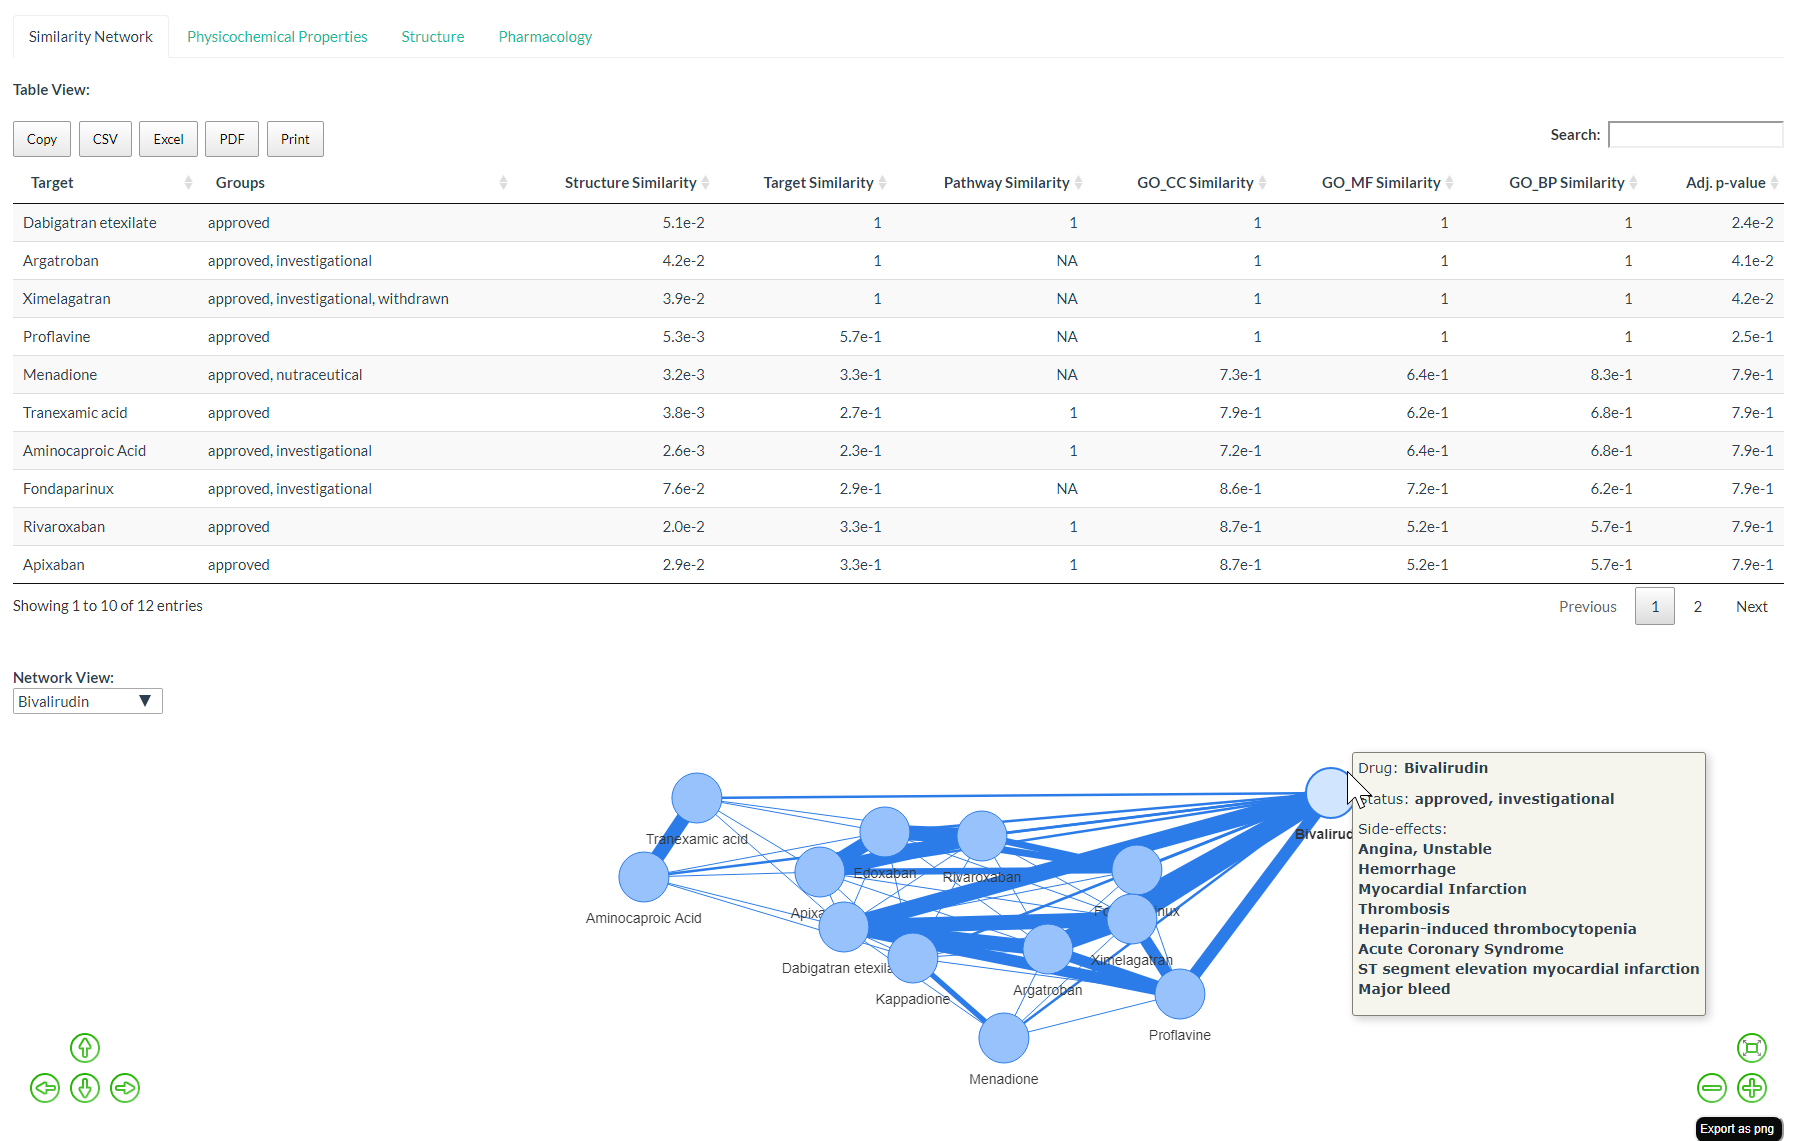 Similarity Network Physicochemical Properties Structure Pharmacology
Table View:
Copy CSV Excel PDF Print
Search:
Target Groups Structure Similarity Target Similarity Pathway Similarity GO_CC Similarity GO_MF Similarity GO_BP Similarity Adj. p-value
Dabigatran etexilate approved 5.1e-2 1 1 1 1 1 2.4e-2
Argatroban approved, investigational 4.2e-2 1 NA 1 1 1 4.1e-2
Ximelagatran approved, investigational, withdrawn 3.9e-2 1 NA 1 1 1 4.2e-2
Proflavine approved 5.3e-3 5.7e-1 NA 1 1 1 2.5e-1
Menadione approved, nutraceutical 3.2e-3 3.3e-1 NA 7.3e-1 6.4e-1 8.3e-1 7.9e-1
Tranexamic acid approved 3.8e-3 2.7e-1 1 7.9e-1 6.2e-1 6.8e-1 7.9e-1
Aminocaproic Acid approved, investigational 2.6e-3 2.3e-1 1 7.2e-1 6.4e-1 6.8e-1 7.9e-1
Fondaparinux approved, investigational 7.6e-2 2.9e-1 NA 8.6e-1 7.2e-1 6.2e-1 7.9e-1
Rivaroxaban approved 2.0e-2 3.3e-1 1 8.7e-1 5.2e-1 5.7e-1 7.9e-1
Apixaban approved 2.9e-2 3.3e-1 1 8.7e-1 5.2e-1 5.7e-1 7.9e-1
Showing 1 to 10 of 12 entries
Previous 1 2 Next
Network View:
Bivalirudin
Drug: Bivalirudin
Status: approved, investigational
Side-effects:
Angina, Unstable
Hemorrhage
Myocardial Infarction
Thrombosis
Heparin-induced thrombocytopenia
Acute Coronary Syndrome
ST segment elevation myocardial infarction
Major bleed
Bivalirud
Tranexamic acid
Edoxaban
Rivaroxaban
Apixa
Aminocaproic Acid
Dabigatran etexila
Ximelagatran
Argatroban
Kappadione
Proflavine
Menadione
Export as png